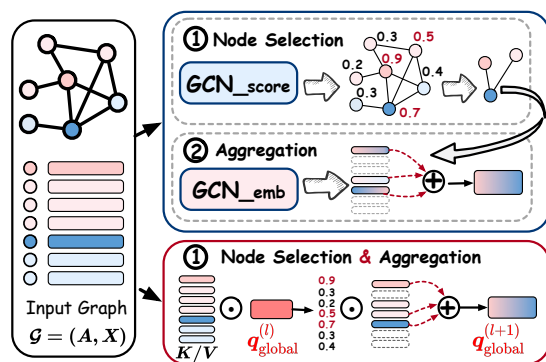 Input Graph
𝒢 = (A, X)
① Node Selection
GCN_score
0.3
0.5
0.2
0.9
0.4
0.3
0.7
② Aggregation
GCN_emb
① Node Selection & Aggregation
K/V
q_global^(l)
0.9
0.3
0.3
0.2
0.5
0.7
0.3
0.4
q_global^(l+1)